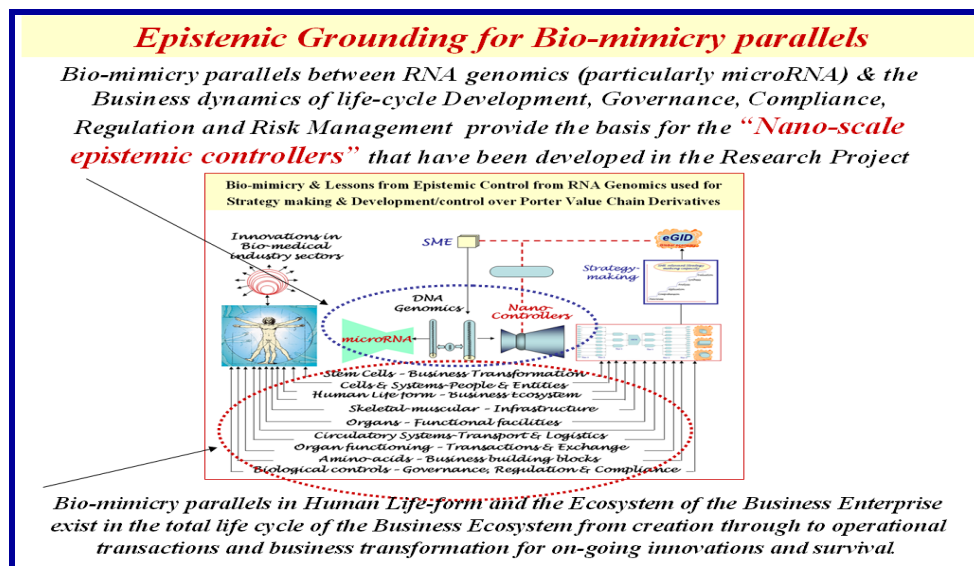 Epistemic Grounding for Bio-mimicry parallels
Bio-mimicry parallels between RNA genomics (particularly microRNA) & the
Business dynamics of life-cycle Development, Governance, Compliance,
Regulation and Risk Management provide the basis for the “Nano-scale
epistemic controllers” that have been developed in the Research Project
Bio-mimicry & Lessons from Epistemic Control from RNA Genomics used for
Strategy making & Development/control over Porter Value Chain Derivatives
Innovations in
Bio-medical
industry sectors
SME
eGID
Strategy-
making
DNA
Genomics
Nano-
Controllers
microRNA
Stem Cells - Business Transformation
Cells & Systems-People & Entities
Human Life form - Business Ecosystem
Skeletal-muscular - Infrastructure
Organs - Functional facilities
Circulatory Systems-Transport & Logistics
Organ functioning - Transactions & Exchange
Amino-acids - Business building blocks
Biological controls - Governance, Regulation & Compliance
Bio-mimicry parallels in Human Life-form and the Ecosystem of the Business Enterprise
exist in the total life cycle of the Business Ecosystem from creation through to operational
transactions and business transformation for on-going innovations and survival.